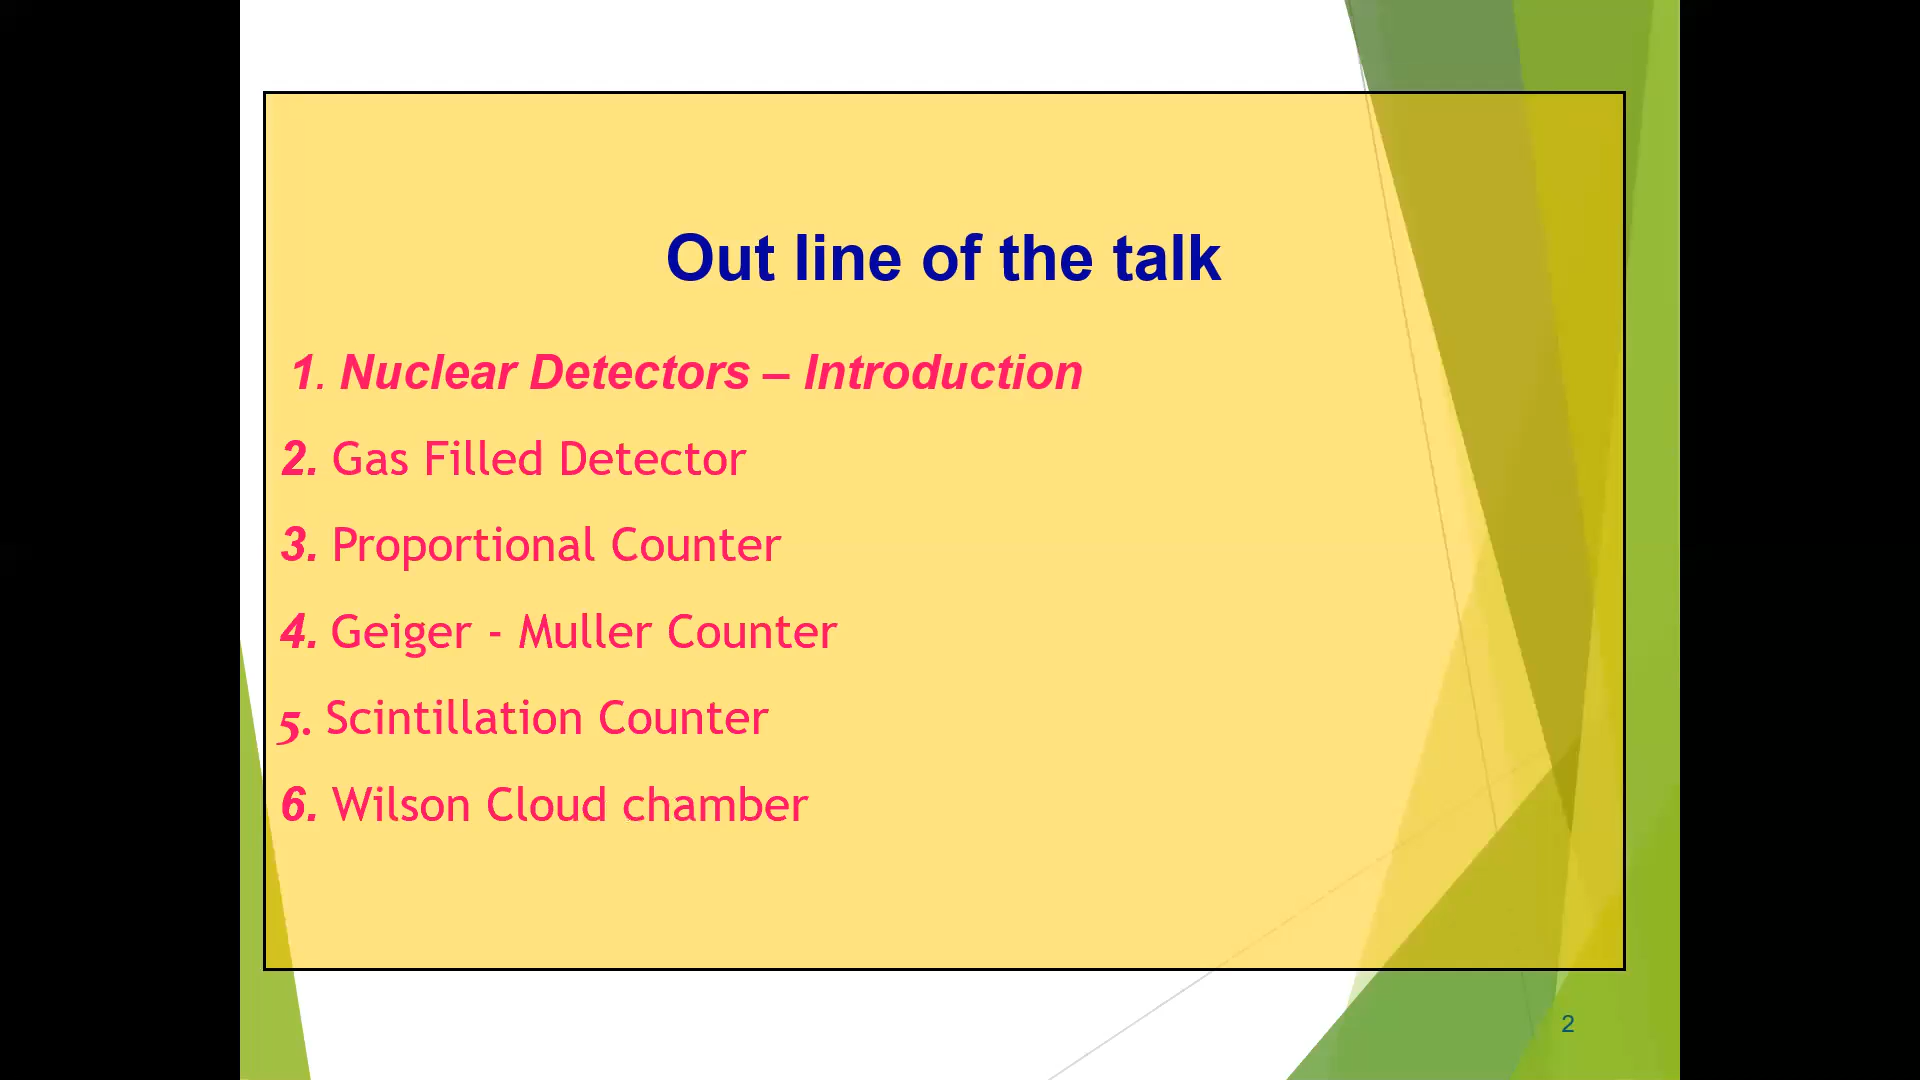 Out line of the talk
1. Nuclear Detectors – Introduction
2. Gas Filled Detector
3. Proportional Counter
4. Geiger - Muller Counter
5. Scintillation Counter
6. Wilson Cloud chamber
2